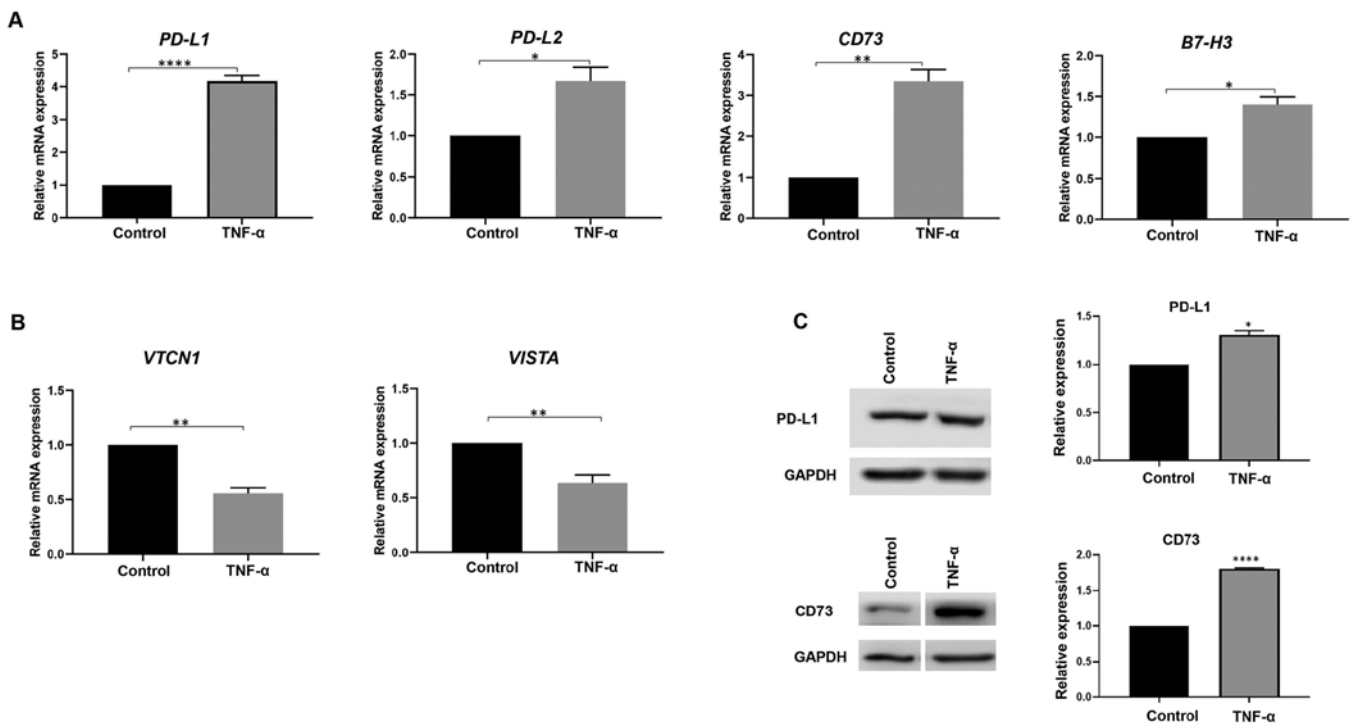 A
PD-L1
Relative mRNA expression
5
4
3
2
1
0
****
Control
TNF-α
PD-L2
Relative mRNA expression
2.0
1.5
1.0
0.5
0.0
*
Control
TNF-α
CD73
Relative mRNA expression
4
3
2
1
0
**
Control
TNF-α
B7-H3
Relative mRNA expression
2.0
1.5
1.0
0.5
0.0
*
Control
TNF-α
B
VTCN1
Relative mRNA expression
1.5
1.0
0.5
0.0
**
Control
TNF-α
VISTA
Relative mRNA expression
1.5
1.0
0.5
0.0
**
Control
TNF-α
C
Control
TNF-α
PD-L1
GAPDH
PD-L1
Relative expression
1.5
1.0
0.5
0.0
*
Control
TNF-α
Control
TNF-α
CD73
GAPDH
CD73
Relative expression
2.0
1.5
1.0
0.5
0.0
****
Control
TNF-α